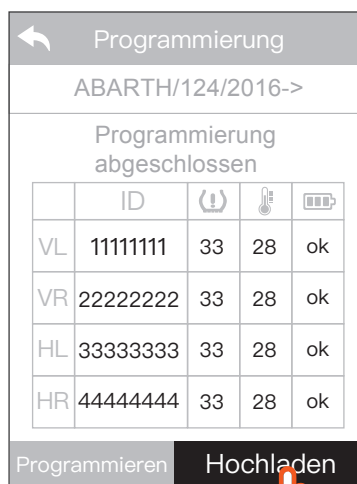 Programmierung
ABARTH/124/2016->
Programmierung
abgeschlossen
ID
VL 11111111 33 28 ok
VR 22222222 33 28 ok
HL 33333333 33 28 ok
HR 44444444 33 28 ok
Programmieren Hochladen